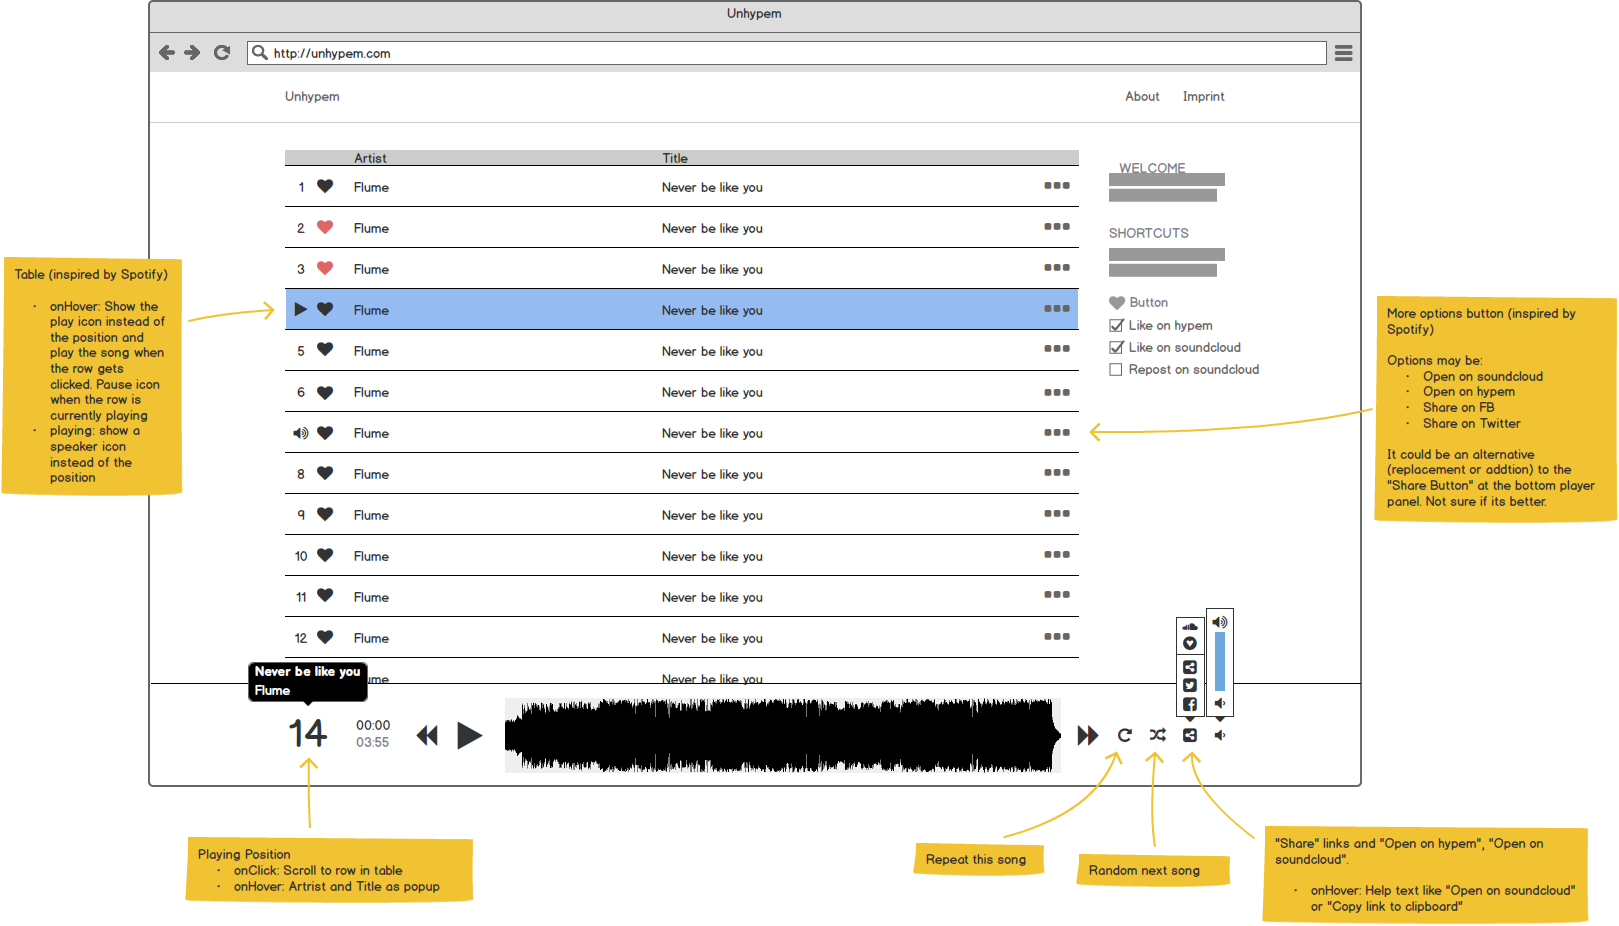 Unhypem
http://unhypem.com
Unhypem
About
Imprint
Artist
Title
1 Flume Never be like you
2 Flume Never be like you
3 Flume Never be like you
Flume Never be like you
5 Flume Never be like you
6 Flume Never be like you
Flume Never be like you
8 Flume Never be like you
9 Flume Never be like you
10 Flume Never be like you
11 Flume Never be like you
12 Flume Never be like you
ume Never be like you
WELCOME
SHORTCUTS
Button
Like on hypem
Like on soundcloud
Repost on soundcloud
Never be like you
Flume
14
00:00
03:55
Table (inspired by Spotify)
· onHover: Show the
play icon instead of
the position and
play the song when
the row gets
clicked. Pause icon
when the row is
currently playing
· playing: show a
speaker icon
instead of the
position
More options button (inspired by
Spotify)
Options may be:
· Open on soundcloud
· Open on hypem
· Share on FB
· Share on Twitter
It could be an alternative
(replacement or addtion) to the
"Share Button" at the bottom player
panel. Not sure if its better.
Playing Position
· onClick: Scroll to row in table
· onHover: Artrist and Title as popup
Repeat this song
Random next song
"Share" links and "Open on hypem", "Open on
soundcloud".
· onHover: Help text like "Open on soundcloud"
or "Copy link to clipboard"